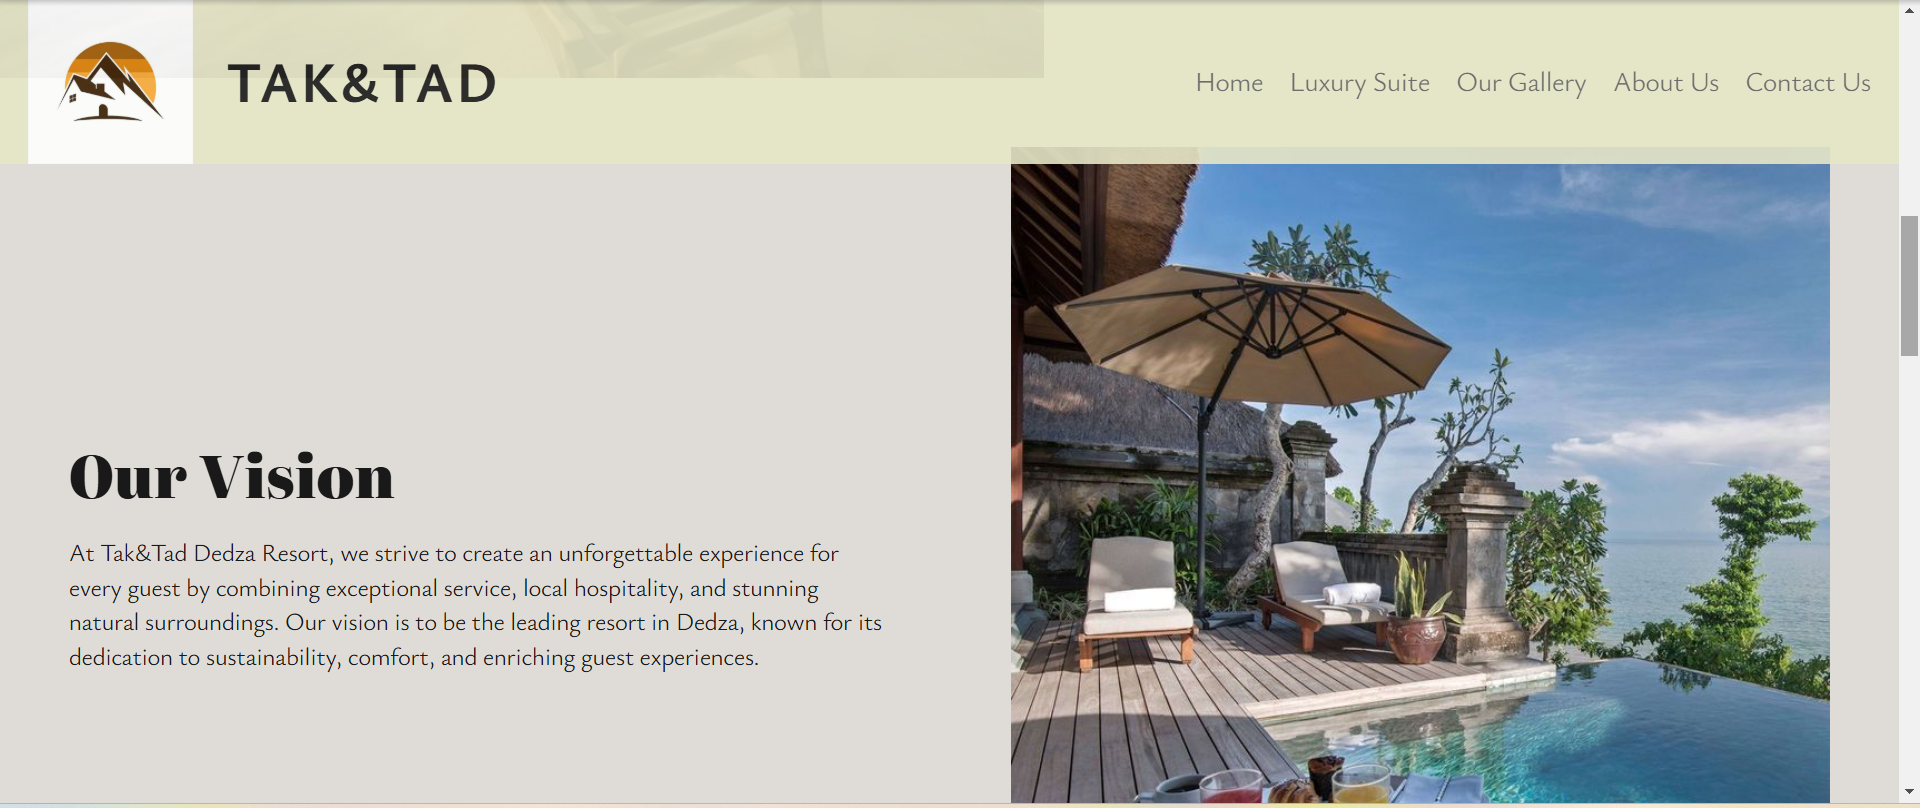 TAK&TAD
Home Luxury Suite Our Gallery About Us Contact Us
Our Vision
At Tak&Tad Dedza Resort, we strive to create an unforgettable experience for
every guest by combining exceptional service, local hospitality, and stunning
natural surroundings. Our vision is to be the leading resort in Dedza, known for its
dedication to sustainability, comfort, and enriching guest experiences.